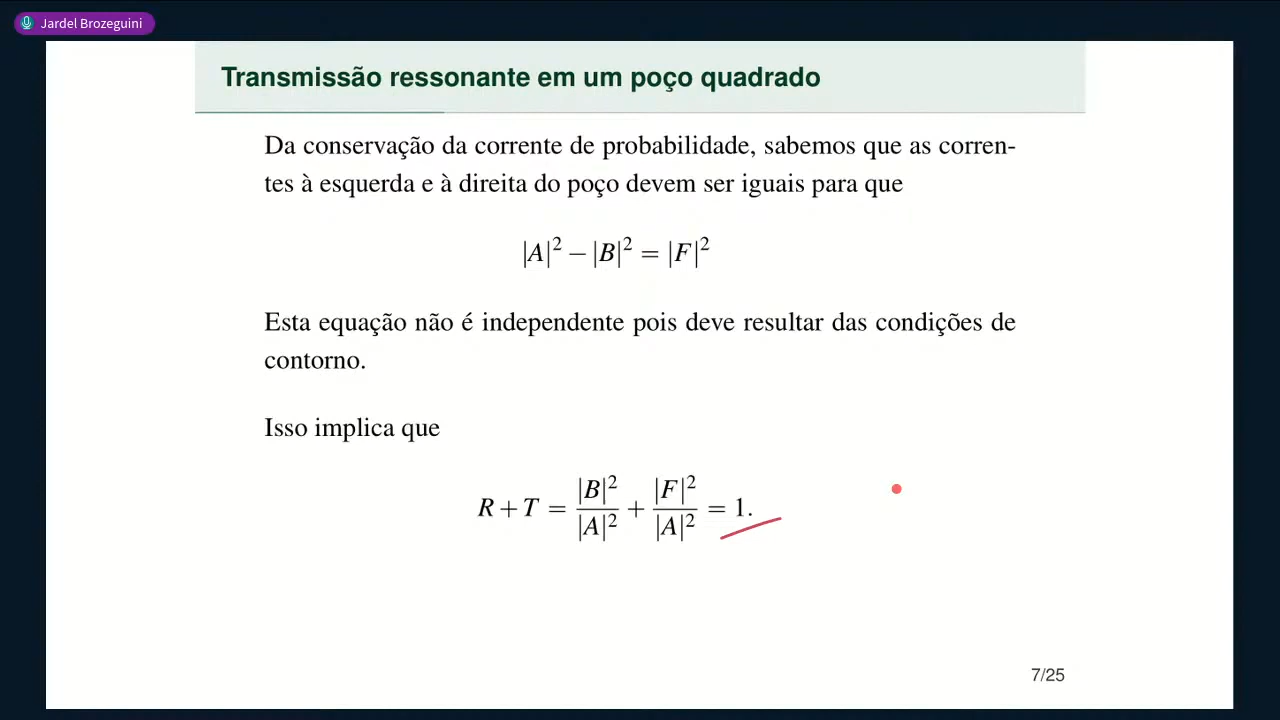 Jardel Brozeguini
Transmissão ressonante em um poço quadrado
Da conservação da corrente de probabilidade, sabemos que as corren-
tes à esquerda e à direita do poço devem ser iguais para que
|A|² − |B|² = |F|²
Esta equação não é independente pois deve resultar das condições de
contorno.
Isso implica que
R + T = |B|²/|A|² + |F|²/|A|² = 1.
7/25